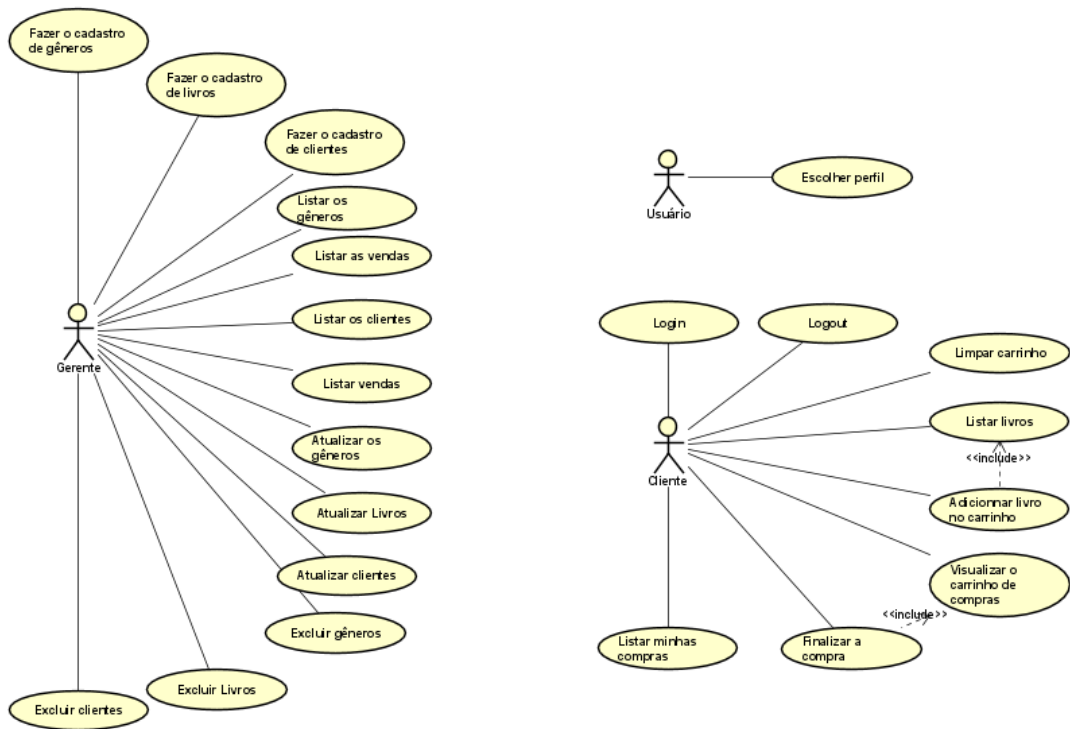 Fazer o cadastro
de gêneros
Fazer o cadastro
de livros
Fazer o cadastro
de clientes
Listar os
gêneros
Listar as vendas
Listar os clientes
Gerente
Listar vendas
Atualizar os
gêneros
Atualizar Livros
Atualizar clientes
Excluir gêneros
Excluir Livros
Excluir clientes
Escolher perfil
Usuário
Login
Logout
Limpar carrinho
Listar livros
<<include>>
Cliente
Adicionnar livro
no carrinho
Visualizar o
carrinho de
compras
<<include>>
Listar minhas
compras
Finalizar a
compra